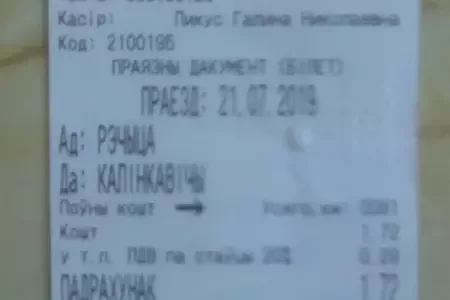 Касір: Пикус Галина Николаевна
Код: 2100195
ПРАЯЗНЫ ДАКУМЕНТ (БІЛЕТ)
ПРАЕЗД: 21.07.2019
Ад: РЭЧЫЦА
Да: КАЛІНКАВІЧЫ
Поўны кошт →
Кошт 1.72
у т.л. ПДВ па стаўцы 20% 0.29
ПАДРАХУНАК 1.72